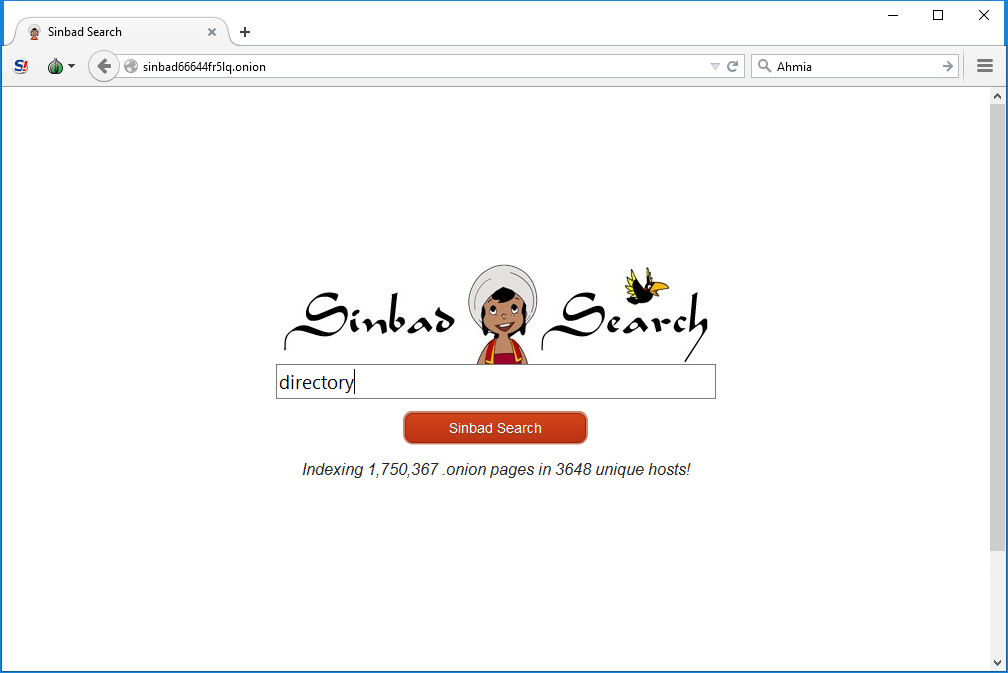 Sinbad Search
S!
sinbad66644fr5lq.onion
Ahmia
Sinbad Search
directory
Sinbad Search
Indexing 1,750,367 .onion pages in 3648 unique hosts!